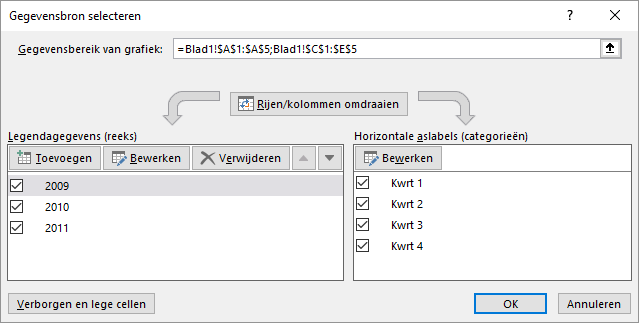 Gegevensbron selecteren
Gegevensbereik van grafiek: =Blad1!$A$1:$A$5;Blad1!$C$1:$E$5
Rijen/kolommen omdraaien
Legendagegevens (reeks)
Toevoegen Bewerken Verwijderen
2009
2010
2011
Horizontale aslabels (categorieën)
Bewerken
Kwrt 1
Kwrt 2
Kwrt 3
Kwrt 4
Verborgen en lege cellen
OK Annuleren